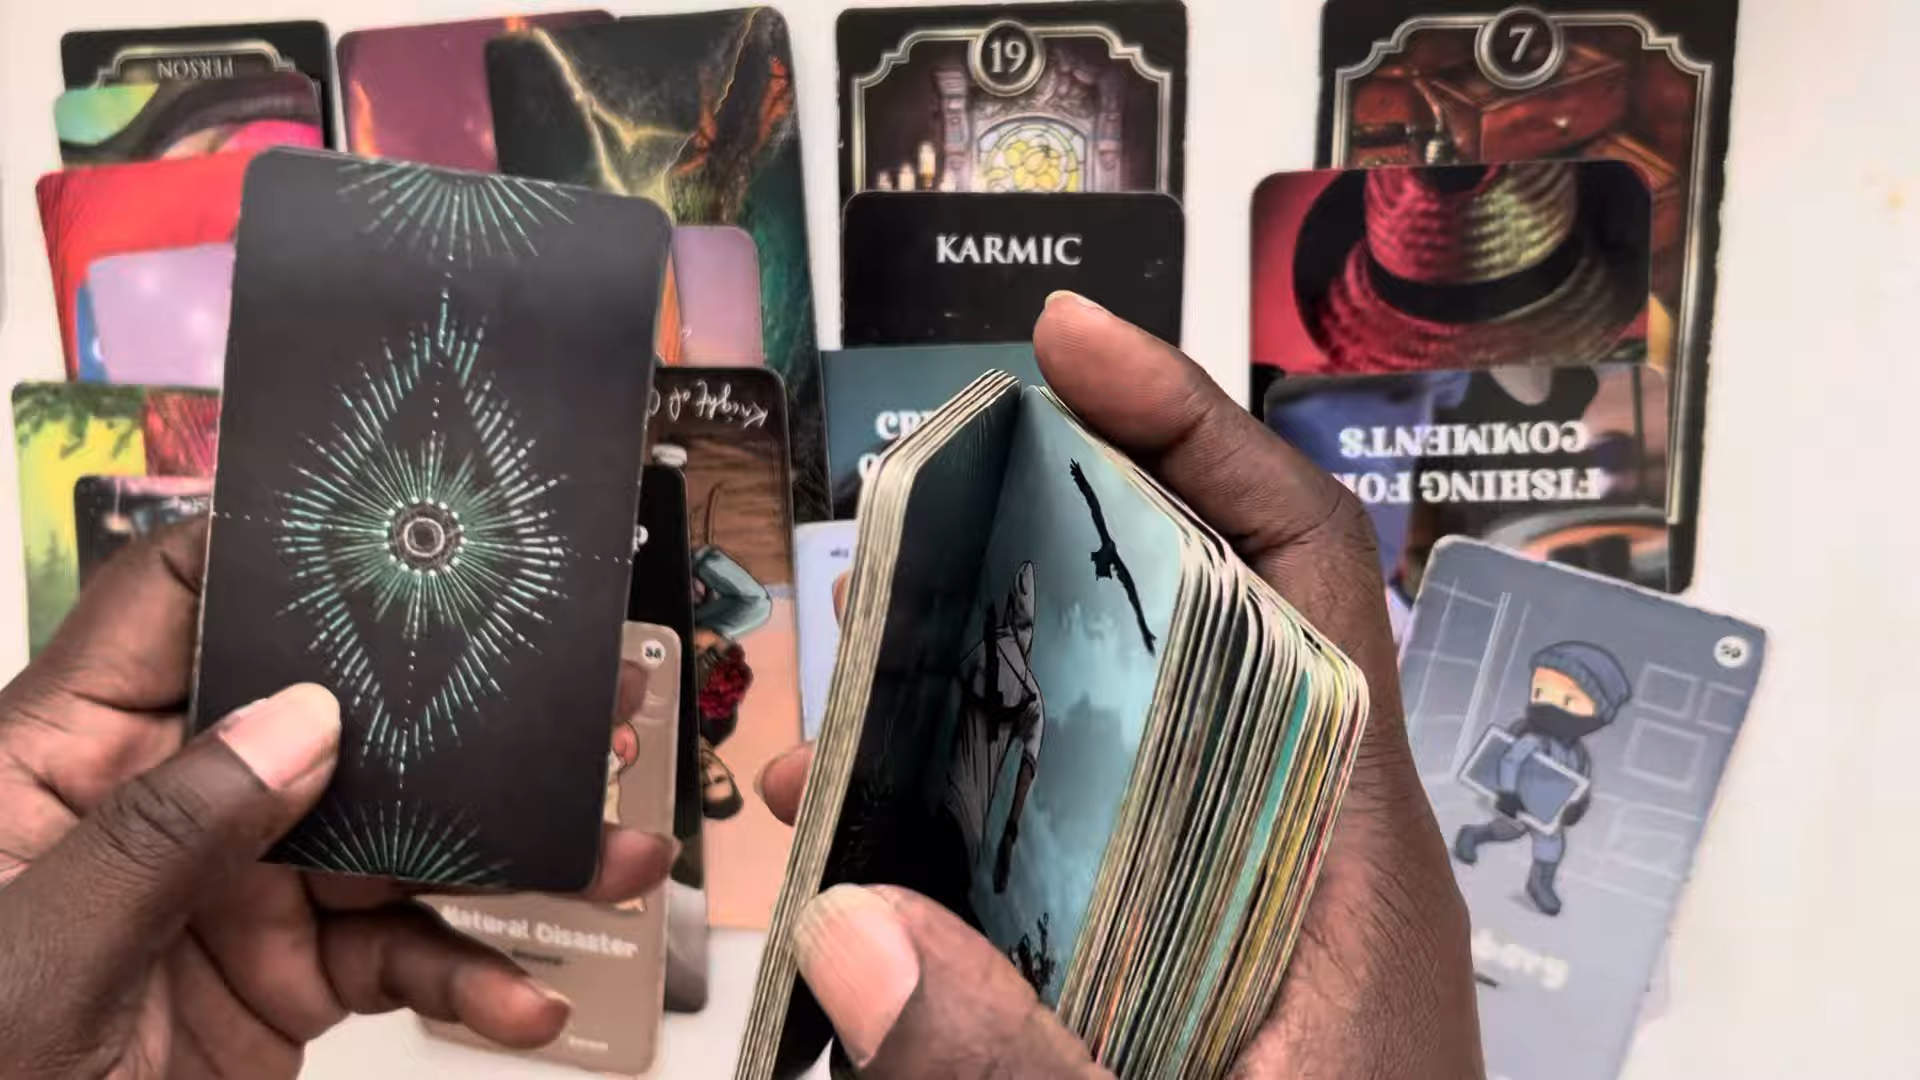 PERSON
19
7
KARMIC
Knight of
FISHING FOR
COMMENTS
58
59
Natural Disaster